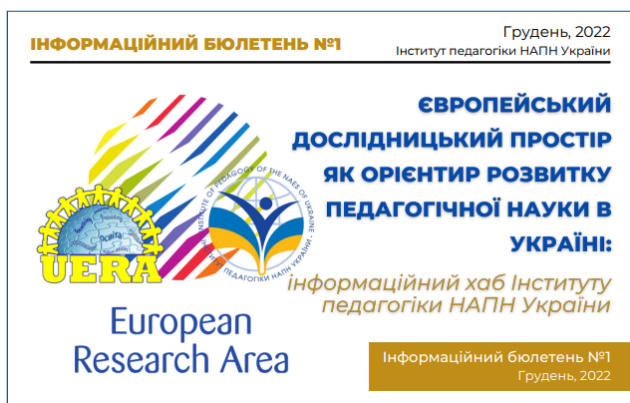 ІНФОРМАЦІЙНИЙ БЮЛЕТЕНЬ №1
Грудень, 2022
Інститут педагогіки НАПН України
ЄВРОПЕЙСЬКИЙ
ДОСЛІДНИЦЬКИЙ ПРОСТІР
ЯК ОРІЄНТИР РОЗВИТКУ
ПЕДАГОГІЧНОЇ НАУКИ В
УКРАЇНІ:
інформаційний хаб Інституту
педагогіки НАПН України
INSTITUTE OF PEDAGOGY OF THE NAES OF UKRAINE
ІНСТИТУТ ПЕДАГОГІКИ НАПН УКРАЇНИ
Освіта
UERA
European
Research Area
Інформаційний бюлетень №1
Грудень, 2022